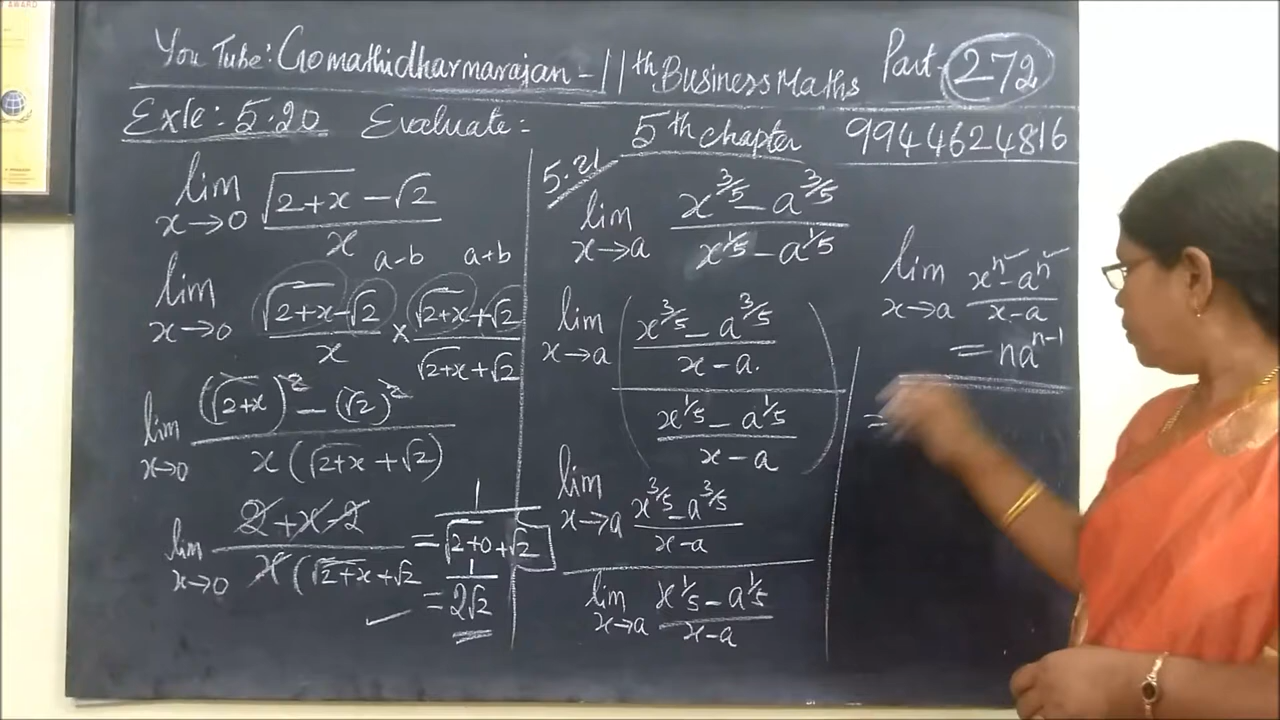 You Tube: Gomathidharmarajan - 11th Business Maths Part - 272
Exle: 5.20 Evaluate: 5th chapter 9944624816
lim x→0 (√(2+x) - √2) / x
a-b a+b
lim x→0 (√(2+x) - √2) / x × (√(2+x) + √2) / (√(2+x) + √2)
lim x→0 ((√(2+x))² - (√2)²) / (x(√(2+x) + √2))
lim x→0 (2+x-2) / (x(√(2+x) + √2 = 1 / (√(2+0) + √2)
= 1 / (2√2)
5.21
lim x→a (x^(3/5) - a^(3/5)) / (x^(1/5) - a^(1/5))
lim x→a ( (x^(3/5) - a^(3/5)) / (x-a.) / (x^(1/5) - a^(1/5)) / (x-a) )
lim x→a (x^(3/5) - a^(3/5)) / (x-a)
lim x→a (x^(1/5) - a^(1/5)) / (x-a)
lim x→a (x^n - a^n) / (x-a)
= na^(n-1)
=